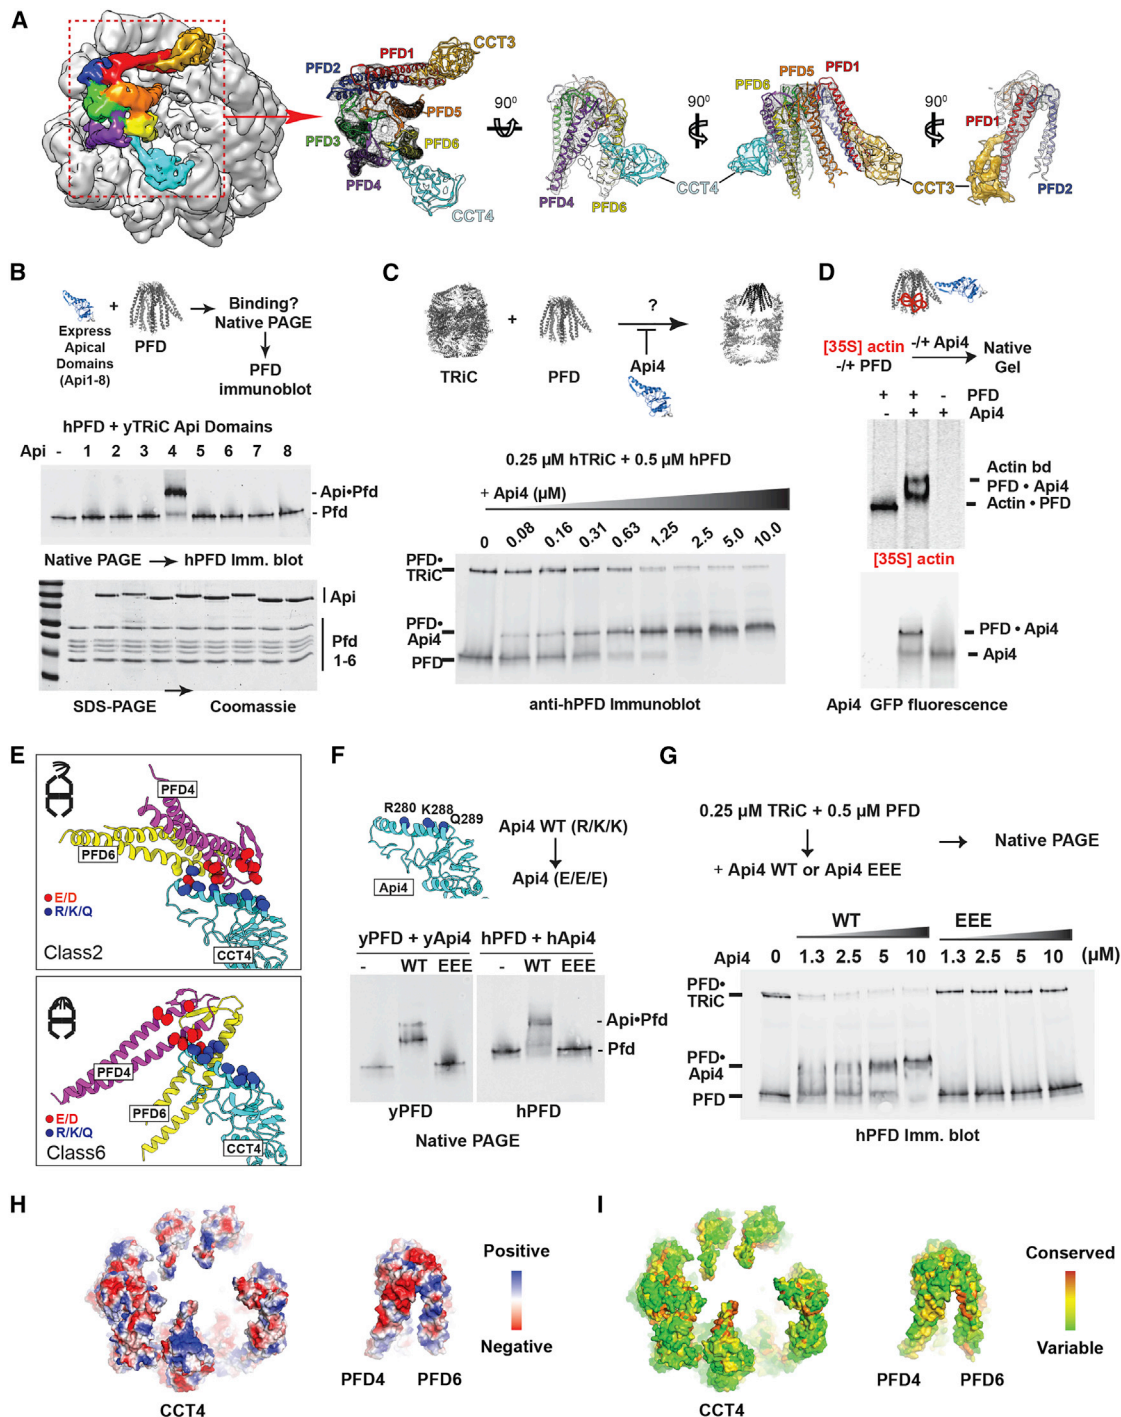 A
PFD2
PFD1
CCT3
PFD5
PFD3
PFD6
PFD4
CCT4
90⁰
PFD4
PFD6
CCT4
90⁰
PFD6
PFD5
PFD1
90⁰
CCT3
PFD1
PFD2
B
+
Express
Apical
Domains
(Api1-8)
PFD
Binding?
Native PAGE
PFD
immunoblot
hPFD + yTRiC Api Domains
Api - 1 2 3 4 5 6 7 8
- Api•Pfd
- Pfd
Native PAGE → hPFD Imm. blot
Api
Pfd
1-6
SDS-PAGE → Coomassie
C
TRiC
+
PFD
?
Api4
0.25 µM hTRiC + 0.5 µM hPFD
+ Api4 (µM)
0 0.08 0.16 0.31 0.63 1.25 2.5 5.0 10.0
PFD•
TRiC
PFD•
Api4
PFD
anti-hPFD Immunoblot
D
[35S] actin
-/+ PFD
-/+ Api4
Native
Gel
+ + - PFD
- + + Api4
Actin bd
PFD • Api4
Actin • PFD
[35S] actin
PFD • Api4
Api4
Api4 GFP fluorescence
E
PFD4
PFD6
E/D
R/K/Q
CCT4
Class2
PFD4
PFD6
E/D
R/K/Q
CCT4
Class6
F
R280 K288
Q289
Api4
Api4 WT (R/K/K)
Api4 (E/E/E)
yPFD + yApi4 hPFD + hApi4
- WT EEE - WT EEE
- Api•Pfd
- Pfd
yPFD hPFD
Native PAGE
G
0.25 µM TRiC + 0.5 µM PFD
+ Api4 WT or Api4 EEE
Native PAGE
WT EEE
Api4 0 1.3 2.5 5 10 1.3 2.5 5 10 (µM)
PFD•
TRiC
PFD•
Api4
PFD
hPFD Imm. blot
H
Positive
Negative
PFD4 PFD6
CCT4
I
Conserved
Variable
PFD4 PFD6
CCT4